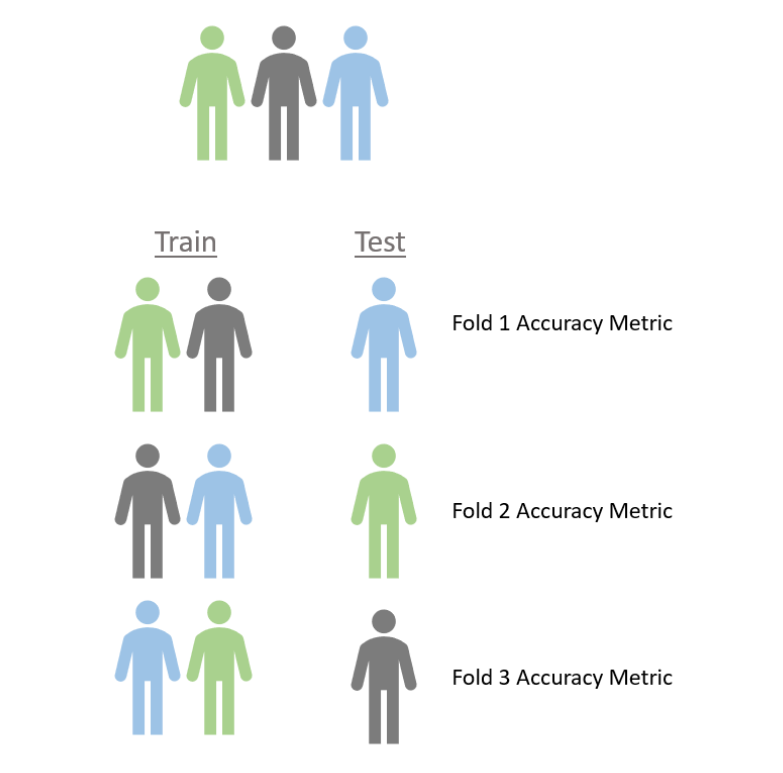 Train Test
Fold 1 Accuracy Metric
Fold 2 Accuracy Metric
Fold 3 Accuracy Metric